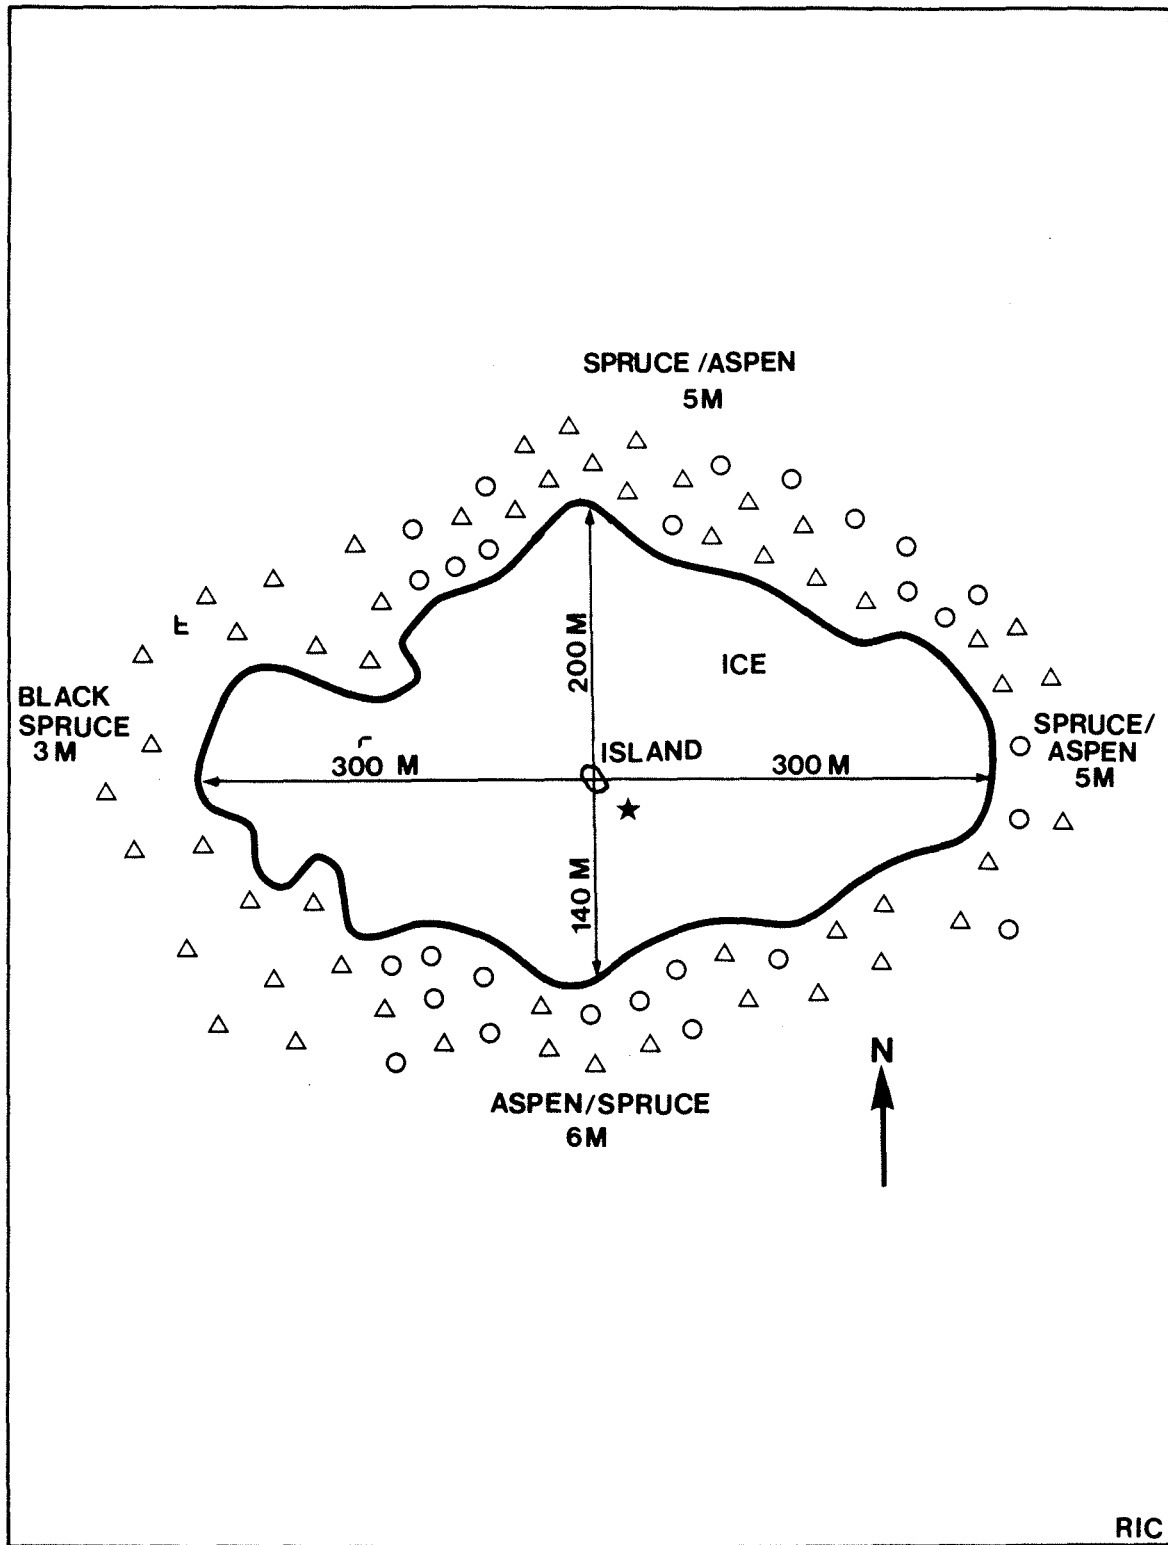 SPRUCE /ASPEN
5M
200 M
ICE
BLACK
SPRUCE
3 M
SPRUCE/
ASPEN
5M
ISLAND
300 M
300 M
140 M
N
ASPEN/SPRUCE
6M
RIC